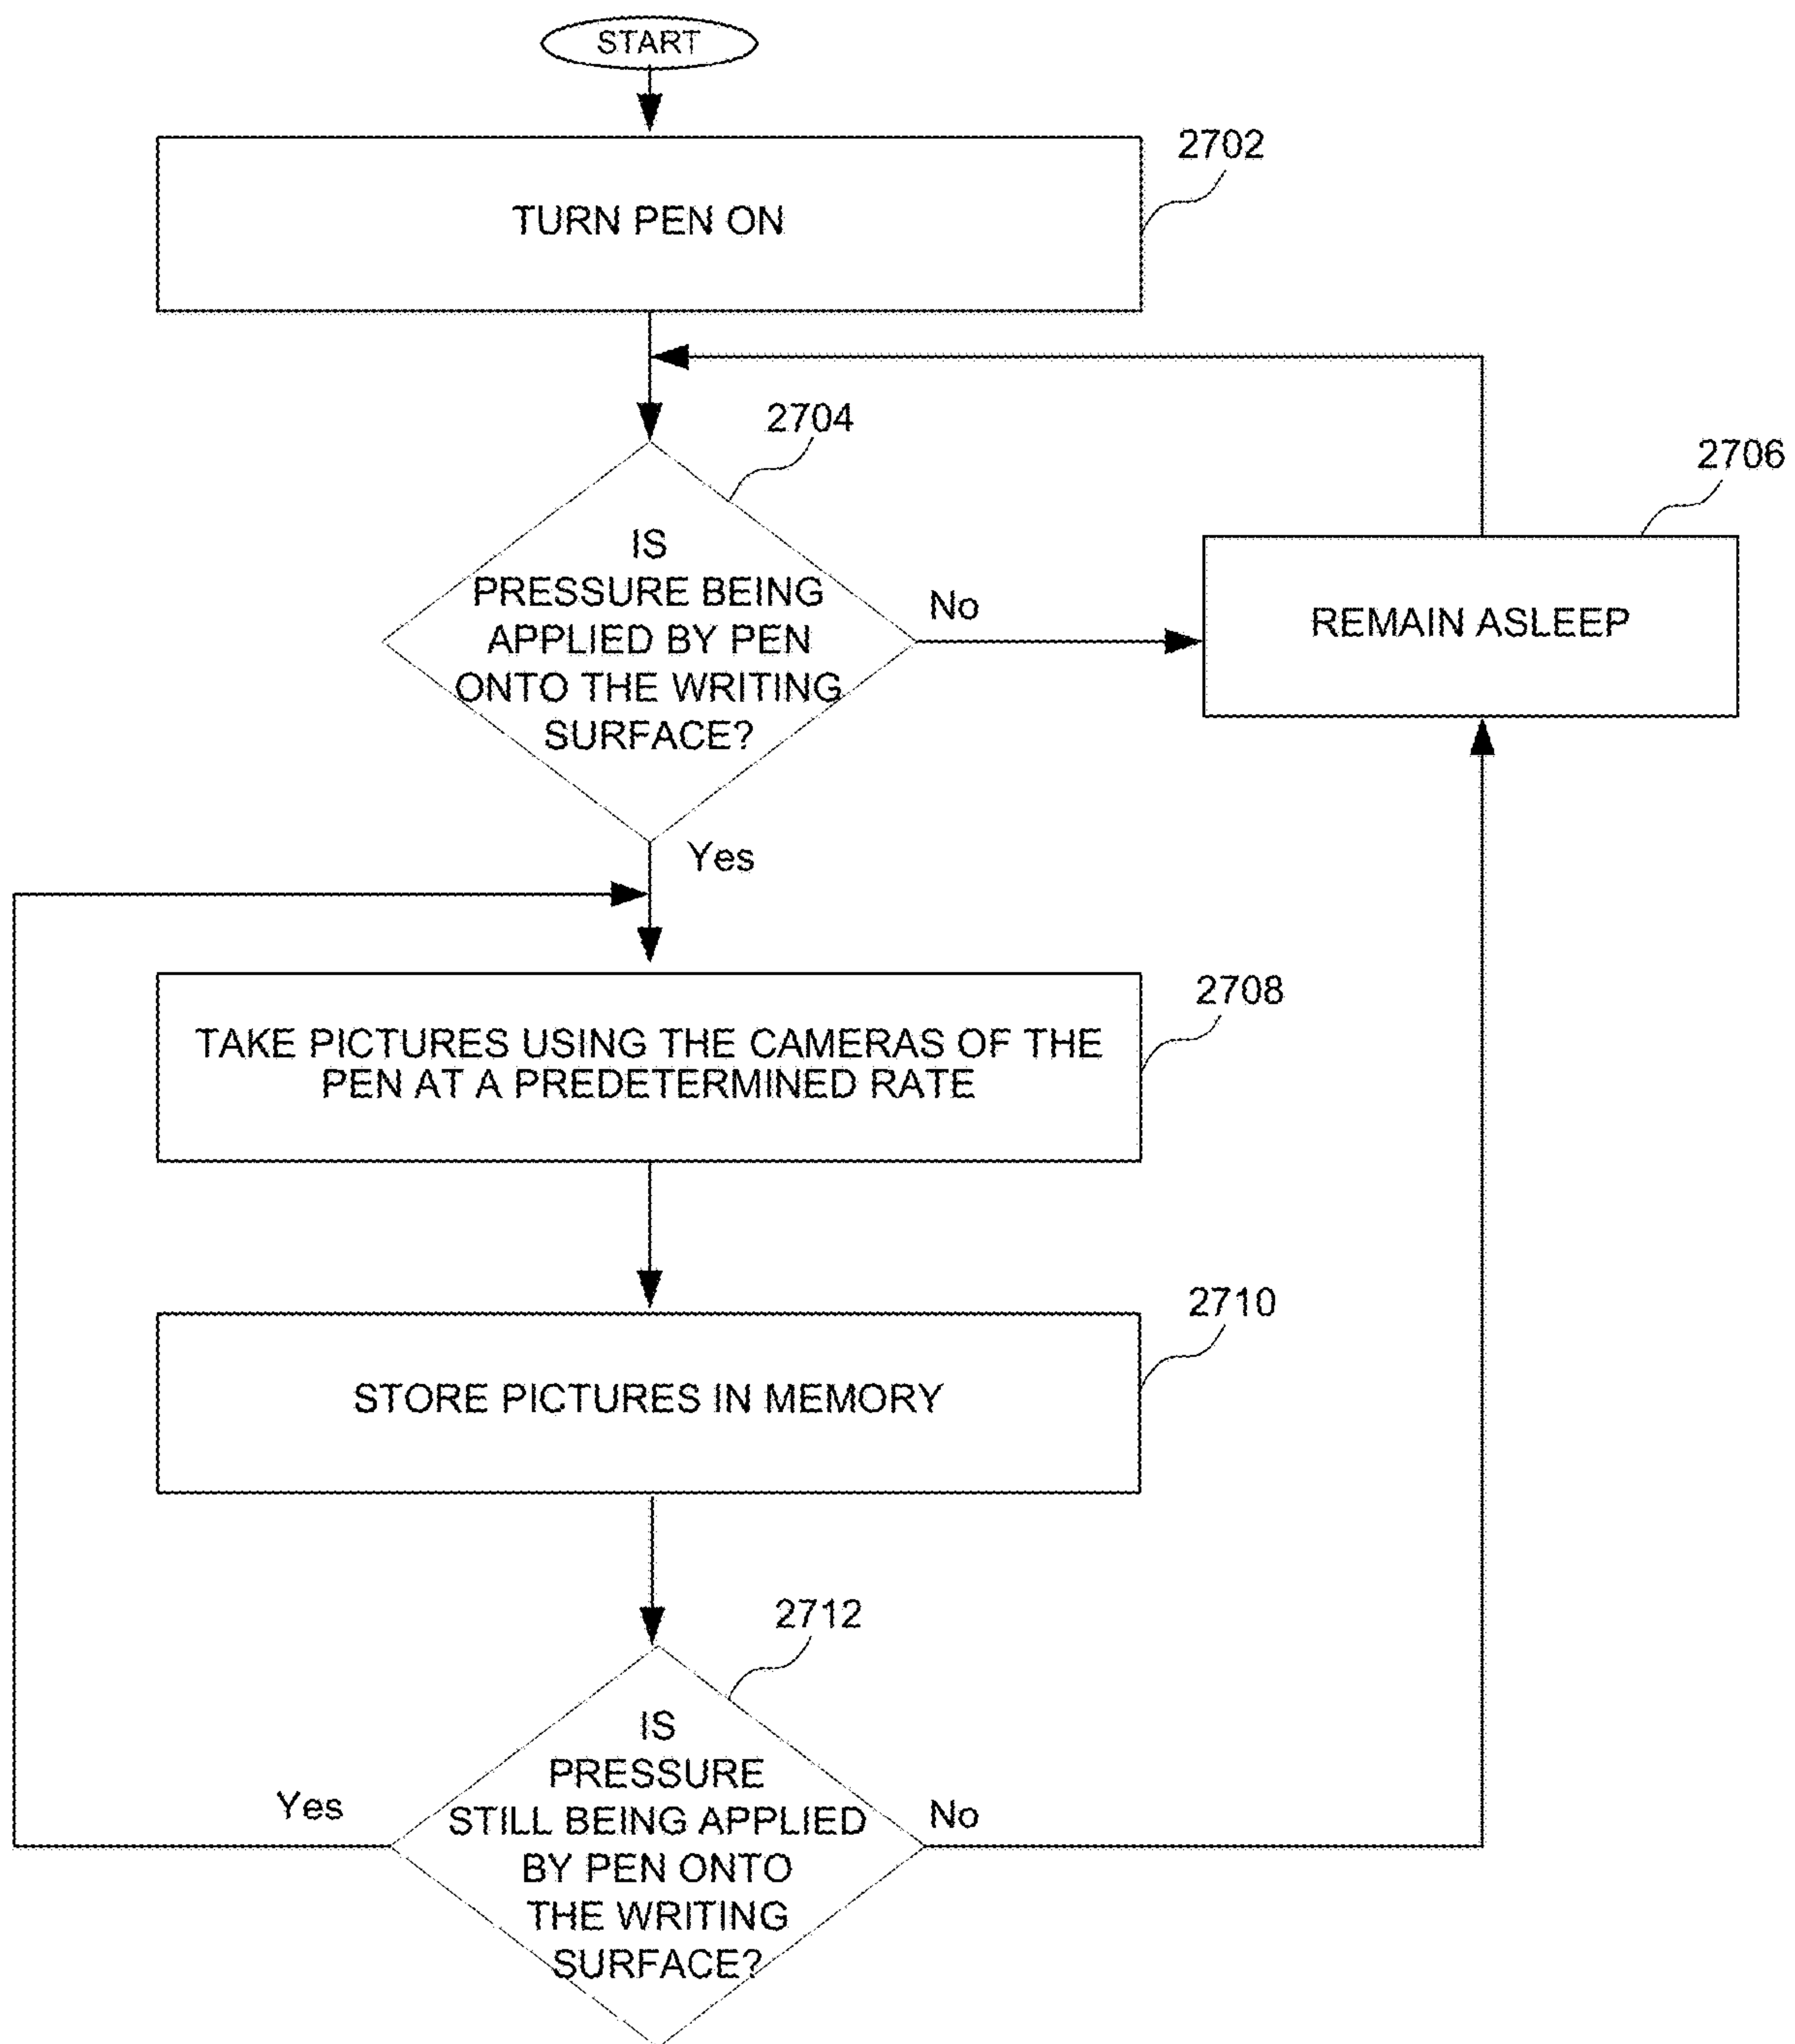 START
2702
TURN PEN ON
2704
2706
IS
PRESSURE BEING
APPLIED BY PEN
ONTO THE WRITING
SURFACE?
No
REMAIN ASLEEP
Yes
2708
TAKE PICTURES USING THE CAMERAS OF THE
PEN AT A PREDETERMINED RATE
2710
STORE PICTURES IN MEMORY
2712
IS
PRESSURE
STILL BEING APPLIED
BY PEN ONTO
THE WRITING
SURFACE?
Yes
No